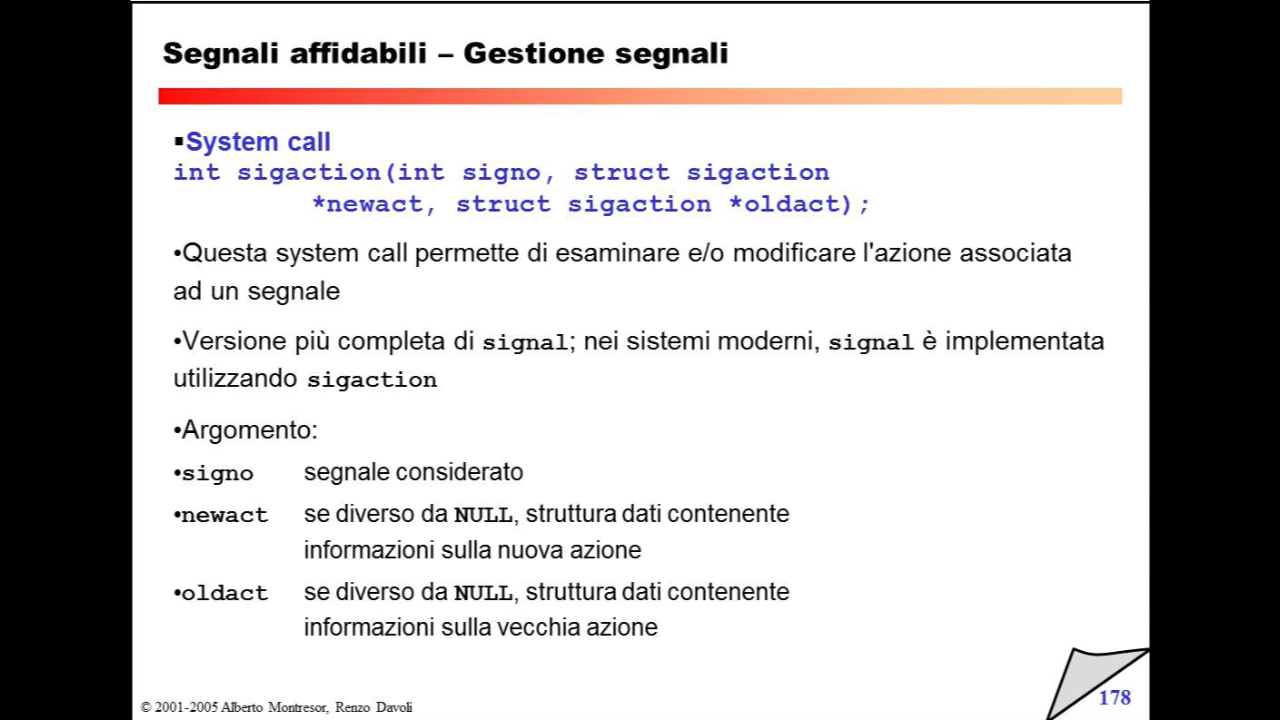 Segnali affidabili – Gestione segnali
▪System call
int sigaction(int signo, struct sigaction
*newact, struct sigaction *oldact);
•Questa system call permette di esaminare e/o modificare l'azione associata
ad un segnale
•Versione più completa di signal; nei sistemi moderni, signal è implementata
utilizzando sigaction
•Argomento:
•signo segnale considerato
•newact se diverso da NULL, struttura dati contenente
informazioni sulla nuova azione
•oldact se diverso da NULL, struttura dati contenente
informazioni sulla vecchia azione
© 2001-2005 Alberto Montresor, Renzo Davoli
178